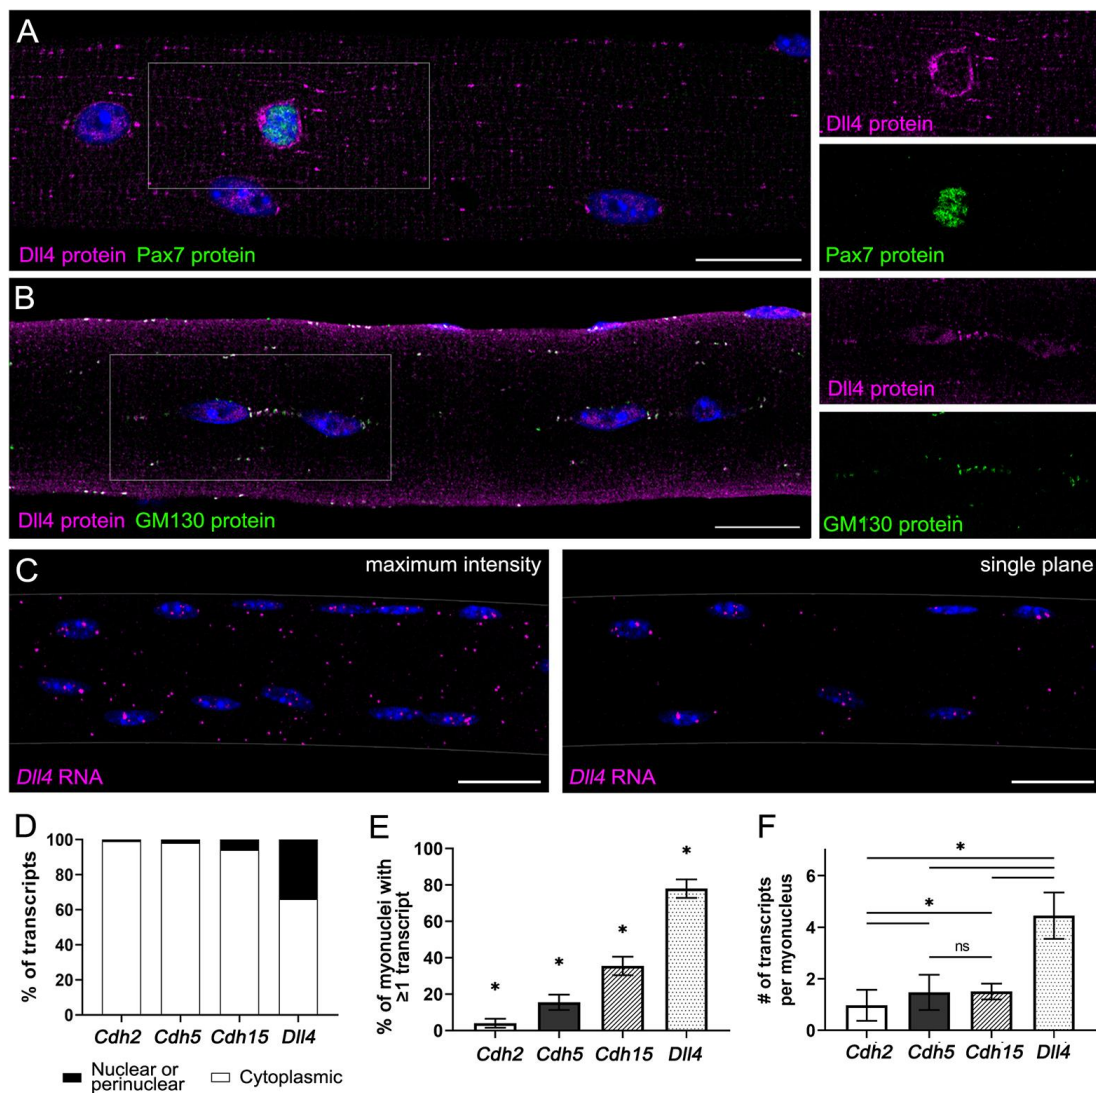 A
Dll4 protein Pax7 protein
Dll4 protein
Pax7 protein
B
Dll4 protein GM130 protein
Dll4 protein
GM130 protein
C
maximum intensity
Dll4 RNA
single plane
Dll4 RNA
D
% of transcripts
100
80
60
40
20
0
Cdh2 Cdh5 Cdh15 Dll4
Nuclear or
perinuclear
Cytoplasmic
E
% of myonuclei with
≥1 transcript
100
80
60
40
20
0
* * * *
Cdh2 Cdh5 Cdh15 Dll4
F
# of transcripts
per myonucleus
6
4
2
0
*
*
ns
Cdh2 Cdh5 Cdh15 Dll4